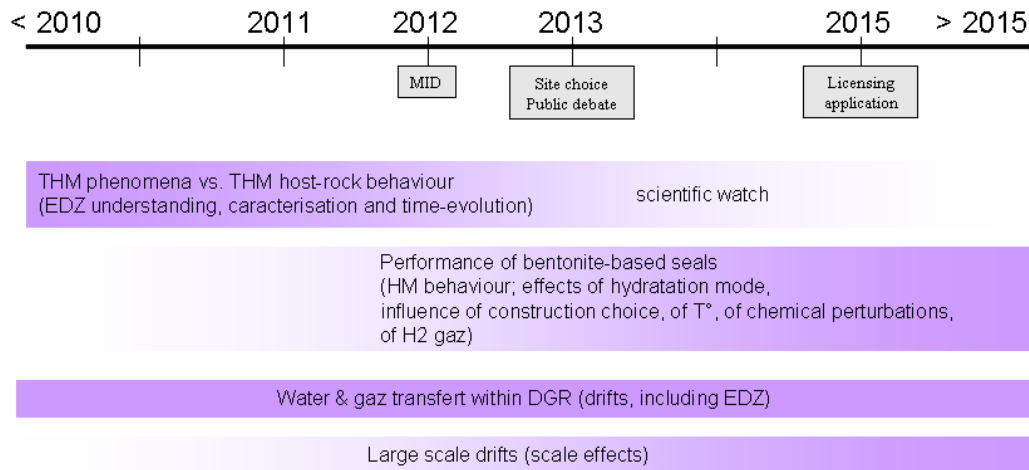 < 2010 2011 2012 2013 2015 > 2015
MID
Site choice
Public debate
Licensing
application
THM phenomena vs. THM host-rock behaviour
(EDZ understanding, caracterisation and time-evolution)
scientific watch
Performance of bentonite-based seals
(HM behaviour; effects of hydratation mode,
influence of construction choice, of T°, of chemical perturbations,
of H2 gaz)
Water & gaz transfert within DGR (drifts, including EDZ)
Large scale drifts (scale effects)